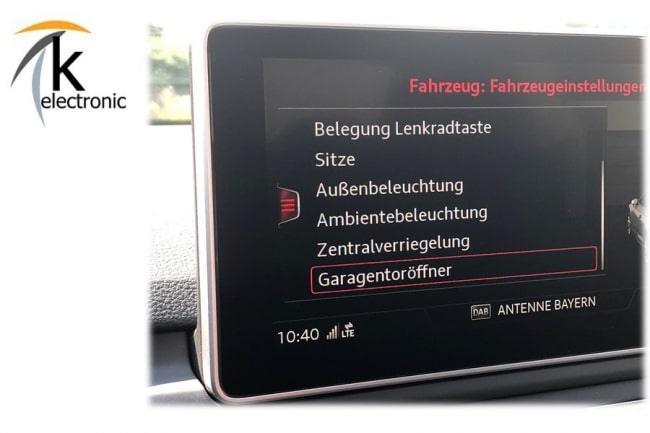 k
electronic
Fahrzeug: Fahrzeugeinstellungen
Belegung Lenkradtaste
Sitze
Außenbeleuchtung
Ambientebeleuchtung
Zentralverriegelung
Garagentoröffner
DAB ANTENNE BAYERN
10:40 LTE